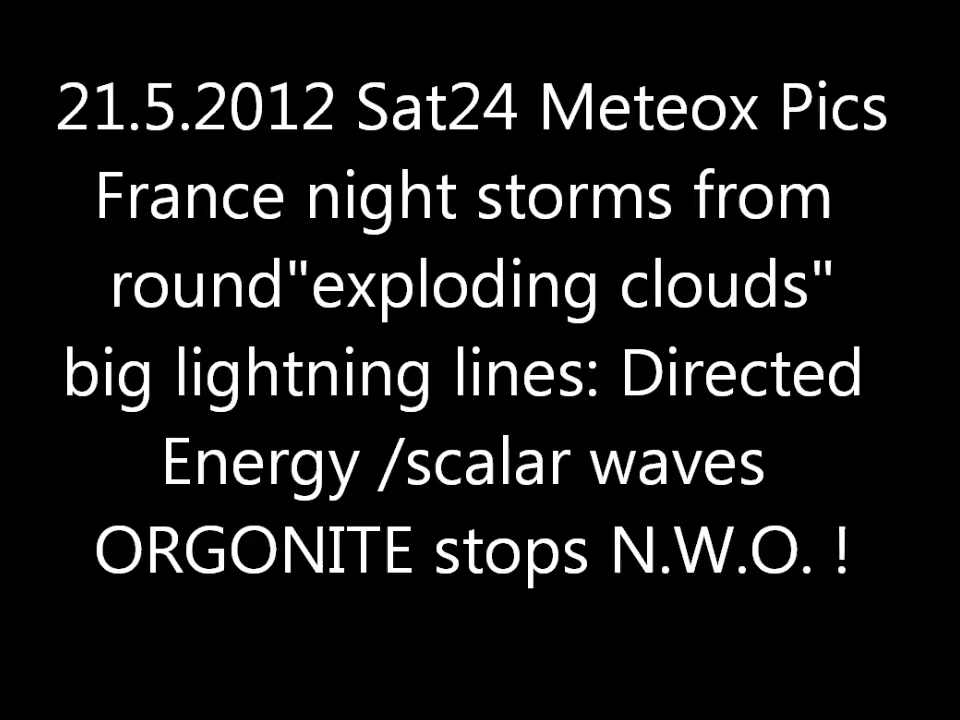 21.5.2012 Sat24 Meteox Pics
France night storms from
round"exploding clouds"
big lightning lines: Directed
Energy /scalar waves
ORGONITE stops N.W.O. !